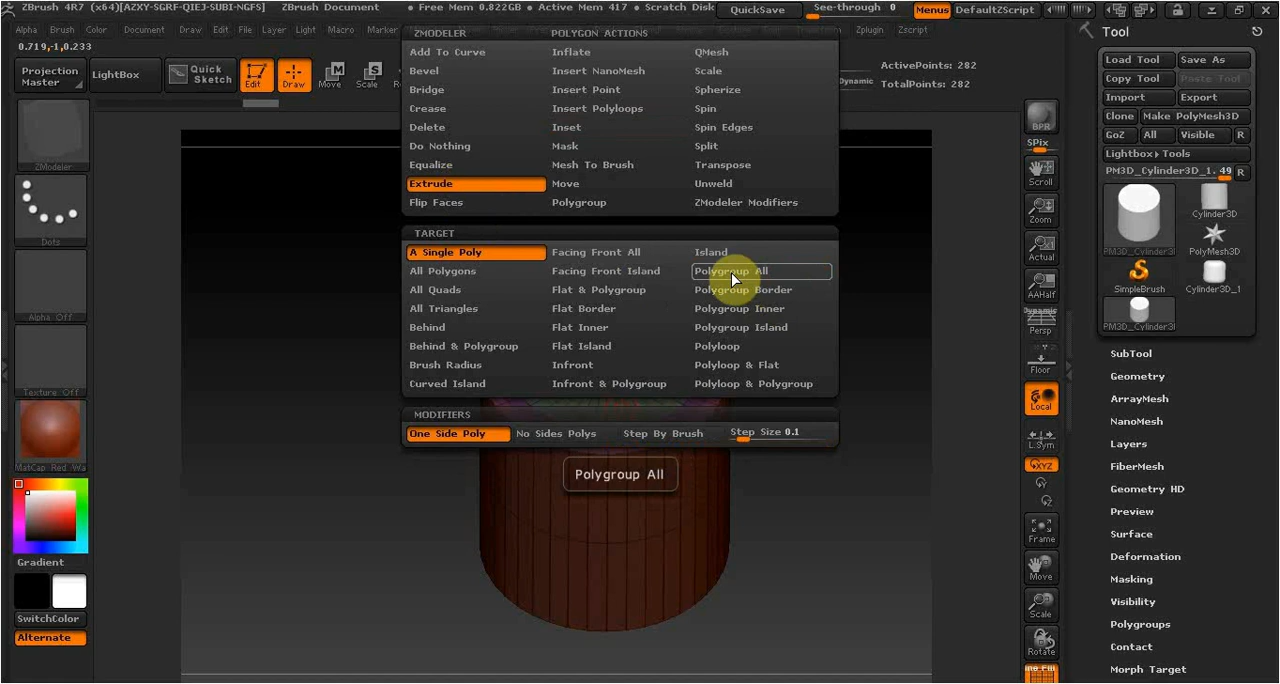 ZBrush 4R7 (x64)[AZXY-SGRF-QIEJ-SUBI-NGFS] ZBrush Document • Free Mem 0.822GB • Active Mem 417 • Scratch Disk QuickSave See-through 0 Menus DefaultZScript
Alpha Brush Color Document Draw Edit File Layer Light Macro Marker Zplugin Zscript
0.719,-1,0.233
Projection Master
LightBox
Quick Sketch
Edit
Draw
Move
Scale
Dynamic
ActivePoints: 282
TotalPoints: 282
ZModeler
Dots
Alpha Off
Texture Off
MatCap Red Wa
Gradient
SwitchColor
Alternate
ZMODELER POLYGON ACTIONS
Add To Curve Inflate QMesh
Bevel Insert NanoMesh Scale
Bridge Insert Point Spherize
Crease Insert Polyloops Spin
Delete Inset Spin Edges
Do Nothing Mask Split
Equalize Mesh To Brush Transpose
Extrude Move Unweld
Flip Faces Polygroup ZModeler Modifiers
TARGET
A Single Poly Facing Front All Island
All Polygons Facing Front Island Polygroup All
All Quads Flat & Polygroup Polygroup Border
All Triangles Flat Border Polygroup Inner
Behind Flat Inner Polygroup Island
Behind & Polygroup Flat Island Polyloop
Brush Radius Infront Polyloop & Flat
Curved Island Infront & Polygroup Polyloop & Polygroup
MODIFIERS
One Side Poly No Sides Polys Step By Brush Step Size 0.1
Polygroup All
BPR
SPix
Scroll
Zoom
Actual
AAHalf
Dynamic
Persp
Floor
Local
L.Sym
XYZ
Frame
Move
Scale
Rotate
Tool
Load Tool Save As
Copy Tool Paste Tool
Import Export
Clone Make PolyMesh3D
GoZ All Visible R
Lightbox▸Tools
PM3D_Cylinder3D_1. 49 R
PM3D_Cylinder3I
Cylinder3D
PolyMesh3D
SimpleBrush
Cylinder3D_1
PM3D_Cylinder3I
SubTool
Geometry
ArrayMesh
NanoMesh
Layers
FiberMesh
Geometry HD
Preview
Surface
Deformation
Masking
Visibility
Polygroups
Contact
Morph Target